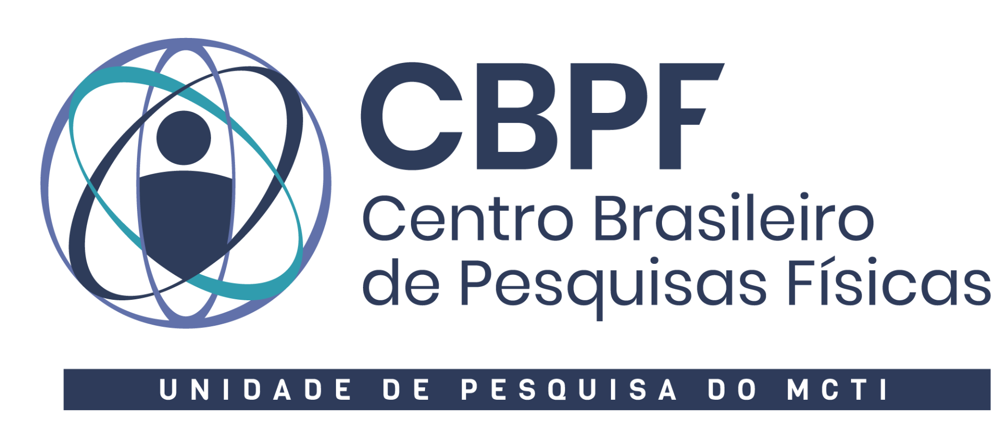 CBPF
Centro Brasileiro
de Pesquisas Físicas
UNIDADE DE PESQUISA DO MCTI